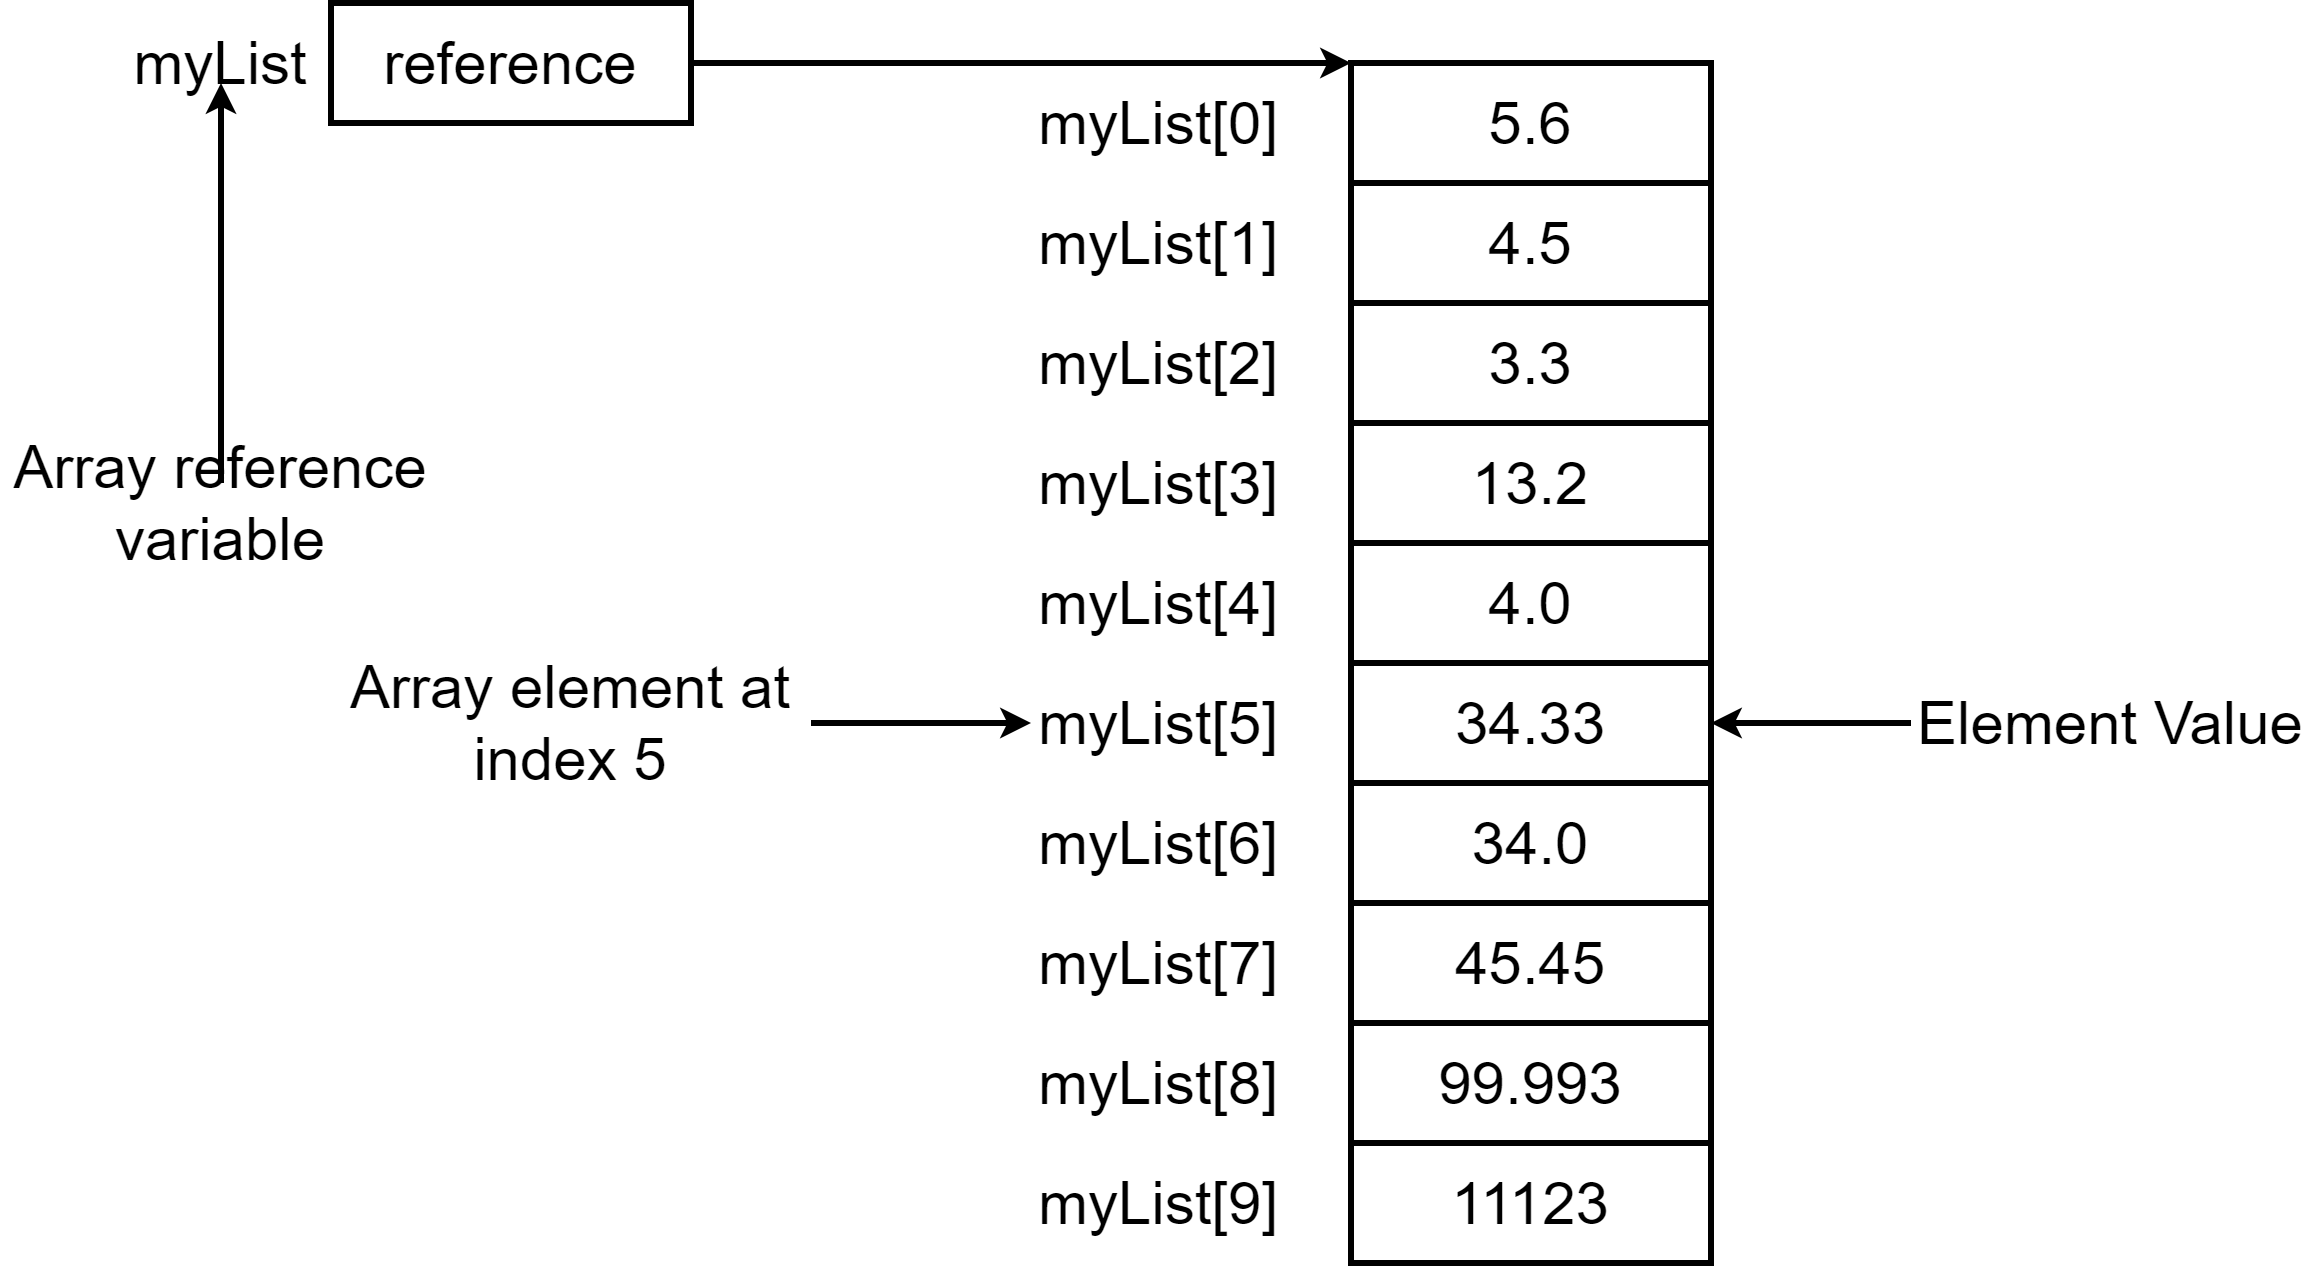 myList
reference
myList[0]
5.6
myList[1]
4.5
myList[2]
3.3
Array reference
variable
myList[3]
13.2
myList[4]
4.0
Array element at
index 5
myList[5]
34.33
Element Value
myList[6]
34.0
myList[7]
45.45
myList[8]
99.993
myList[9]
11123